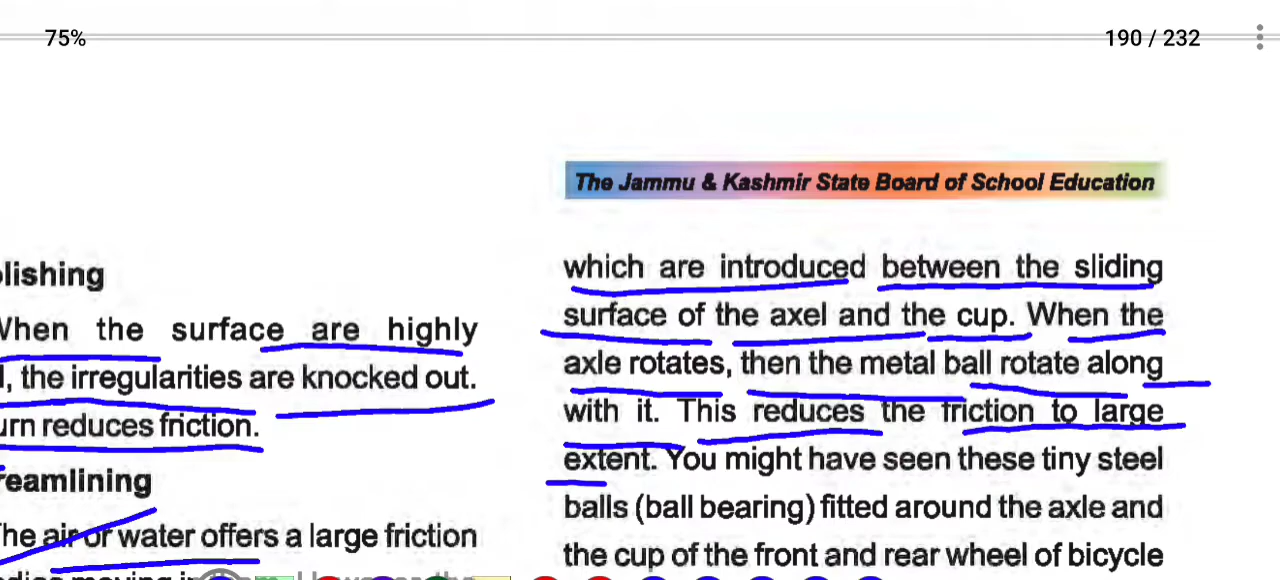 75%
190 / 232
The Jammu & Kashmir State Board of School Education
lishing
When the surface are highly
, the irregularities are knocked out.
urn reduces friction.
reamlining
he air or water offers a large friction
which are introduced between the sliding
surface of the axel and the cup. When the
axle rotates, then the metal ball rotate along
with it. This reduces the friction to large
extent. You might have seen these tiny steel
balls (ball bearing) fitted around the axle and
the cup of the front and rear wheel of bicycle